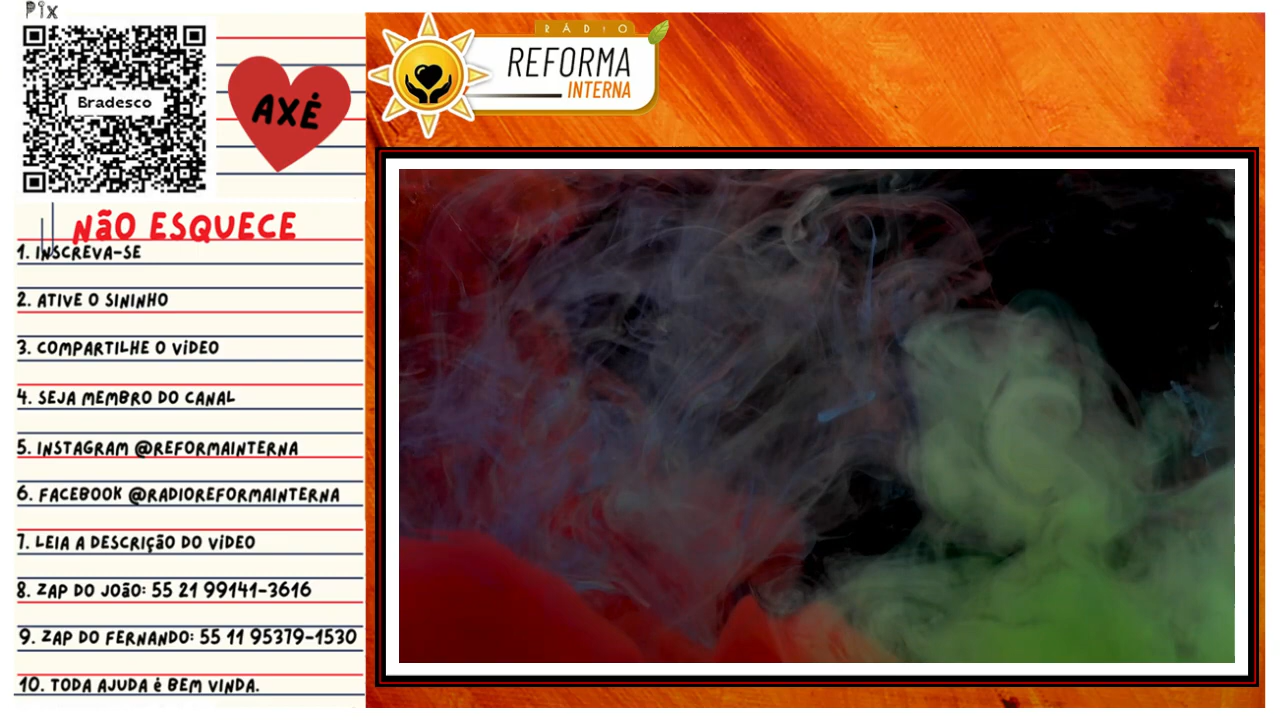 Pix
Bradesco
AXÉ
NÃO ESQUECE
1. INSCREVA-SE
2. ATIVE O SININHO
3. COMPARTILHE O VÍDEO
4. SEJA MEMBRO DO CANAL
5. INSTAGRAM @REFORMAINTERNA
6. FACEBOOK @RADIOREFORMAINTERNA
7. LEIA A DESCRIÇÃO DO VÍDEO
8. ZAP DO JOÃO: 55 21 99141-3616
9. ZAP DO FERNANDO: 55 11 95379-1530
10. TODA AJUDA É BEM VINDA.
RÁDIO
REFORMA
INTERNA